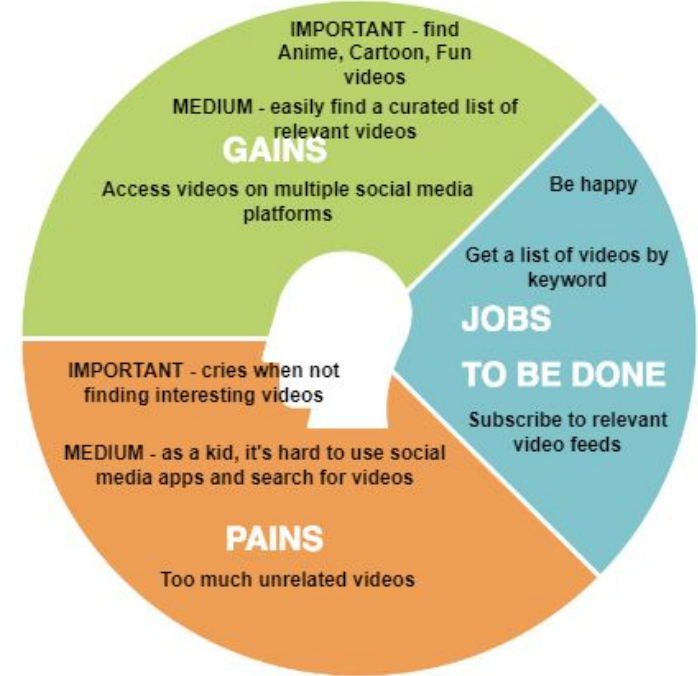 IMPORTANT - find
Anime, Cartoon, Fun
videos
MEDIUM - easily find a curated list of
relevant videos
GAINS
Access videos on multiple social media
platforms
Be happy
Get a list of videos by
keyword
JOBS
TO BE DONE
Subscribe to relevant
video feeds
IMPORTANT - cries when not
finding interesting videos
MEDIUM - as a kid, it's hard to use social
media apps and search for videos
PAINS
Too much unrelated videos